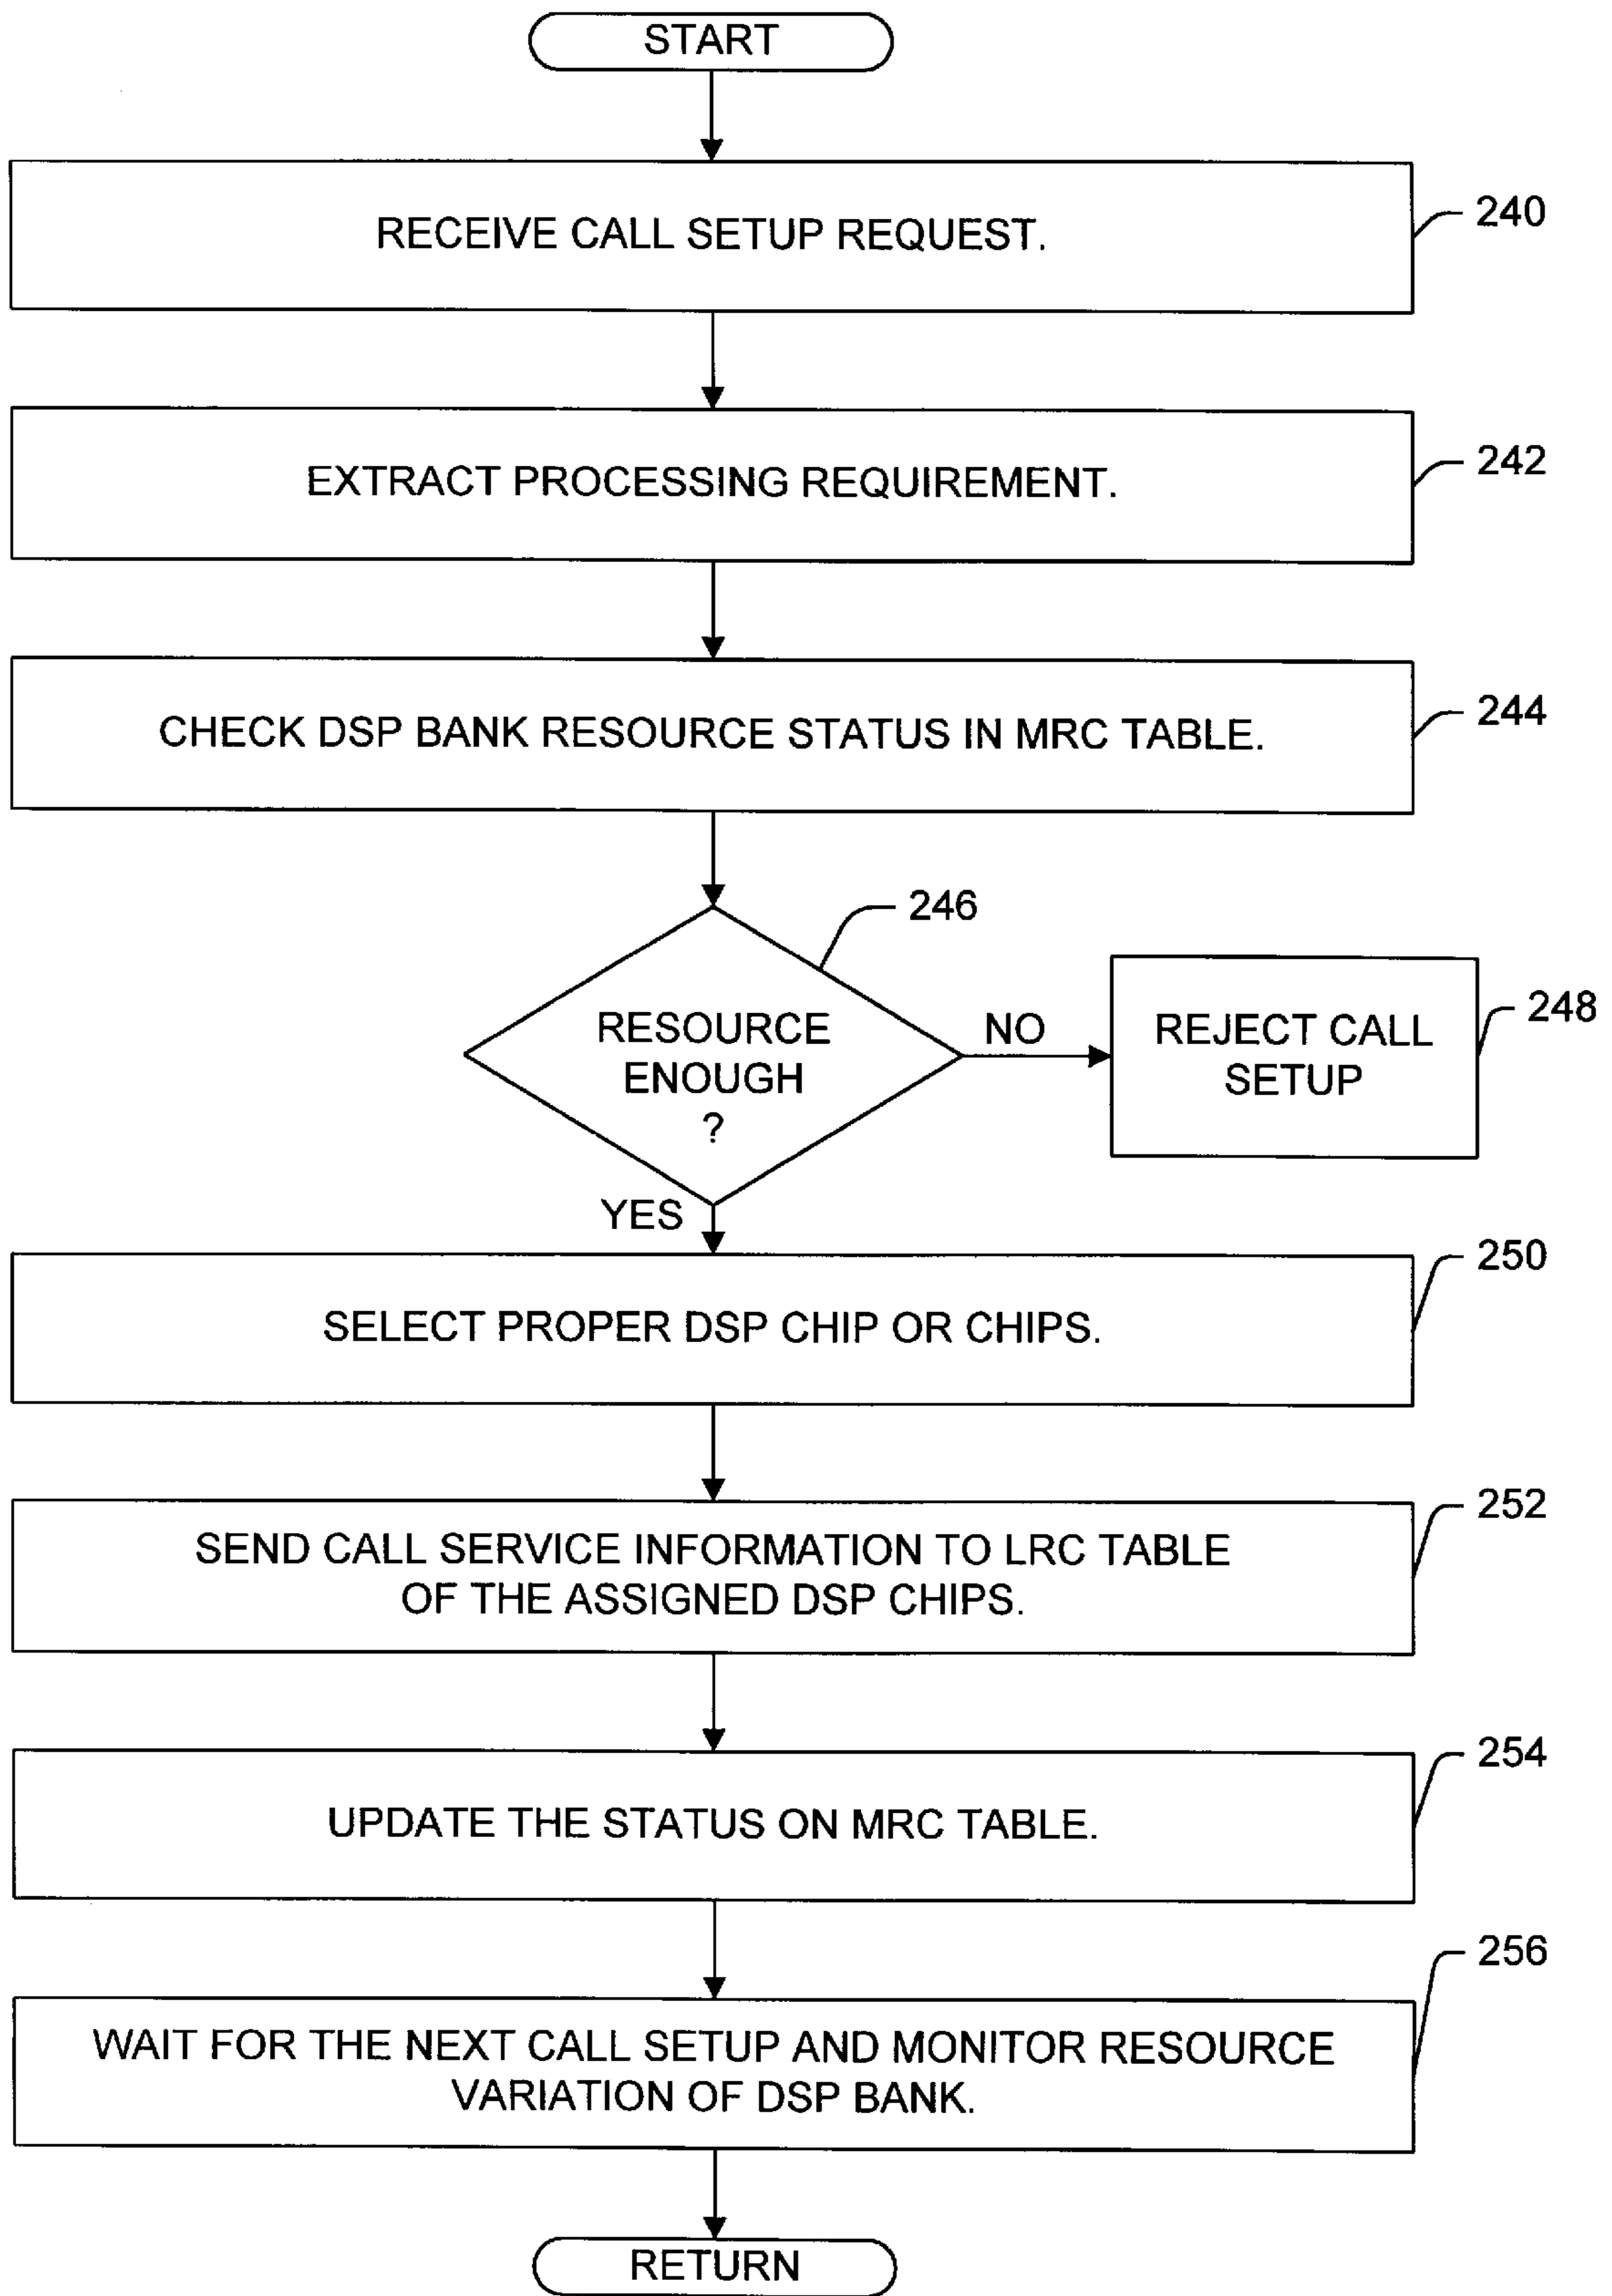 START
RECEIVE CALL SETUP REQUEST.
240
EXTRACT PROCESSING REQUIREMENT.
242
CHECK DSP BANK RESOURCE STATUS IN MRC TABLE.
244
246
RESOURCE
ENOUGH
?
NO
REJECT CALL
SETUP
248
YES
SELECT PROPER DSP CHIP OR CHIPS.
250
SEND CALL SERVICE INFORMATION TO LRC TABLE
OF THE ASSIGNED DSP CHIPS.
252
UPDATE THE STATUS ON MRC TABLE.
254
WAIT FOR THE NEXT CALL SETUP AND MONITOR RESOURCE
VARIATION OF DSP BANK.
256
RETURN